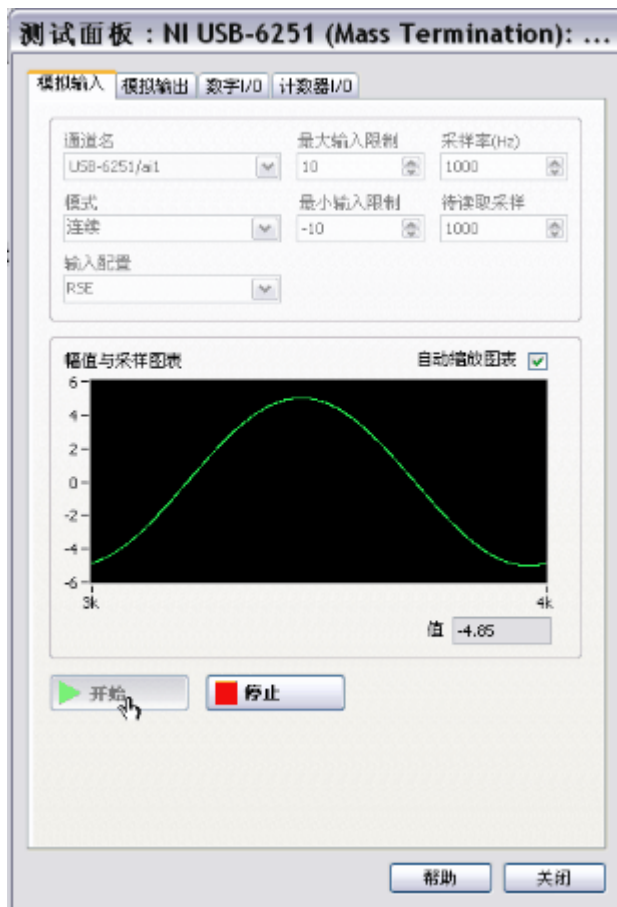 测试面板：NI USB-6251 (Mass Termination): ...
模拟输入 模拟输出 数字I/O 计数器I/O
通道名 最大输入限制 采样率(Hz)
USB-6251/ai1 10 1000
模式 最小输入限制 待读取采样
连续 -10 1000
输入配置
RSE
幅值与采样图表 自动缩放图表
6
4
2
0
-2
-4
-6
3k 4k
值 -4.85
开始 停止
帮助 关闭